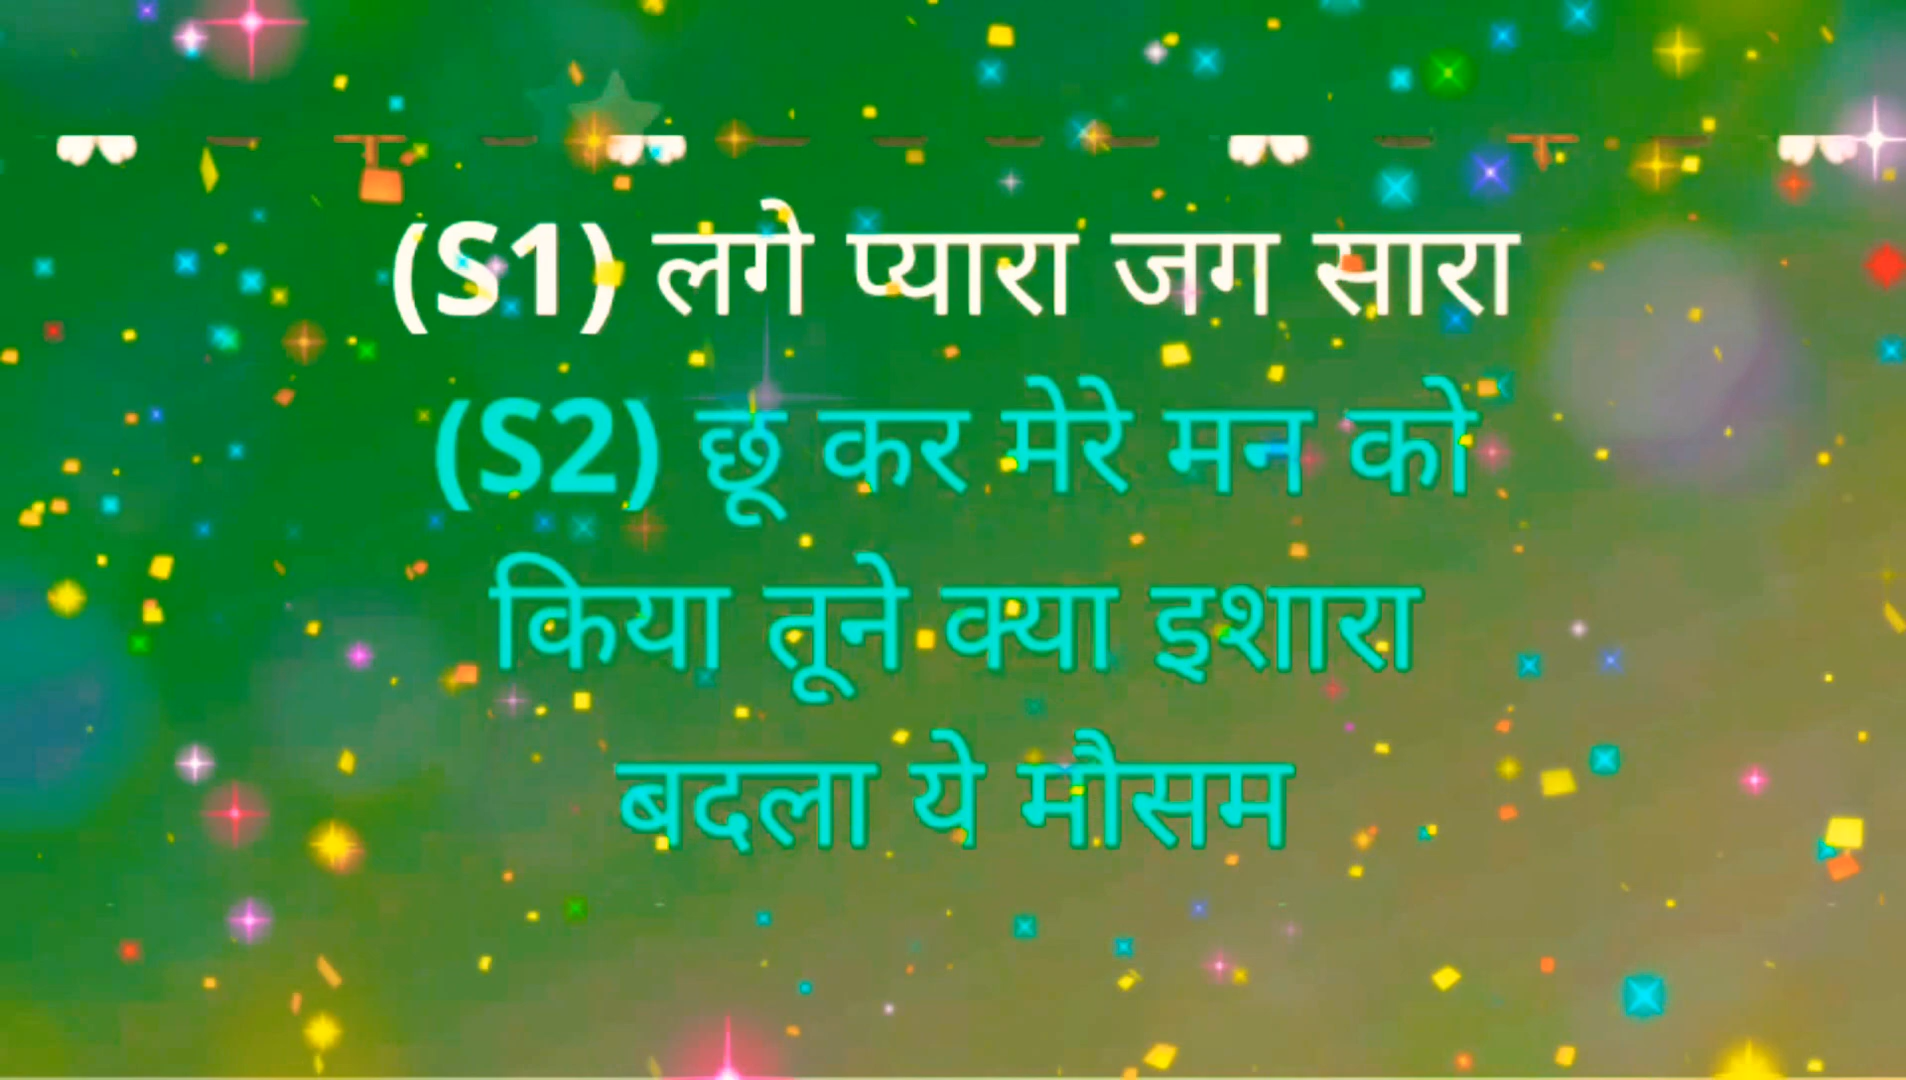 (S1) लगे प्यारा जग सारा
(S2) छू कर मेरे मन को
किया तूने क्या इशारा
बदला ये मौसम